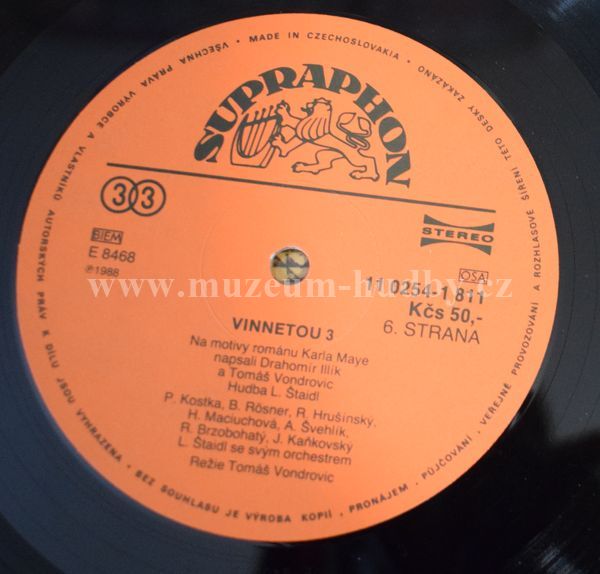 VŠECHNA PRÁVA VÝROBCE A VLASTNÍKŮ AUTORSKÝCH PRÁV K DÍLU JSOU VYHRAZENA • BEZ SOUHLASU JE VÝROBA KOPIÍ, PRONÁJEM, PŮJČOVÁNÍ, VEŘEJNÉ PROVOZOVÁNÍ A ROZHLASOVÉ ŠÍŘENÍ TÉTO DESKY ZAKÁZÁNO • MADE IN CZECHOSLOVAKIA •
SUPRAPHON
33
STEREO
BIEM
E 8468
℗1988
OSA
11 0254-1 811
Kčs 50,-
6. STRANA
www.muzeum-hudby.cz
VINNETOU 3
Na motivy románu Karla Maye
napsali Drahomír Illík
a Tomáš Vondrovic
Hudba L. Štaidl
P. Kostka, B. Rösner, R. Hrušínský,
H. Maciuchová, A. Švehlík,
R. Brzobohatý, J. Kaňkovský
L. Štaidl se svým orchestrem
Režie Tomáš Vondrovic